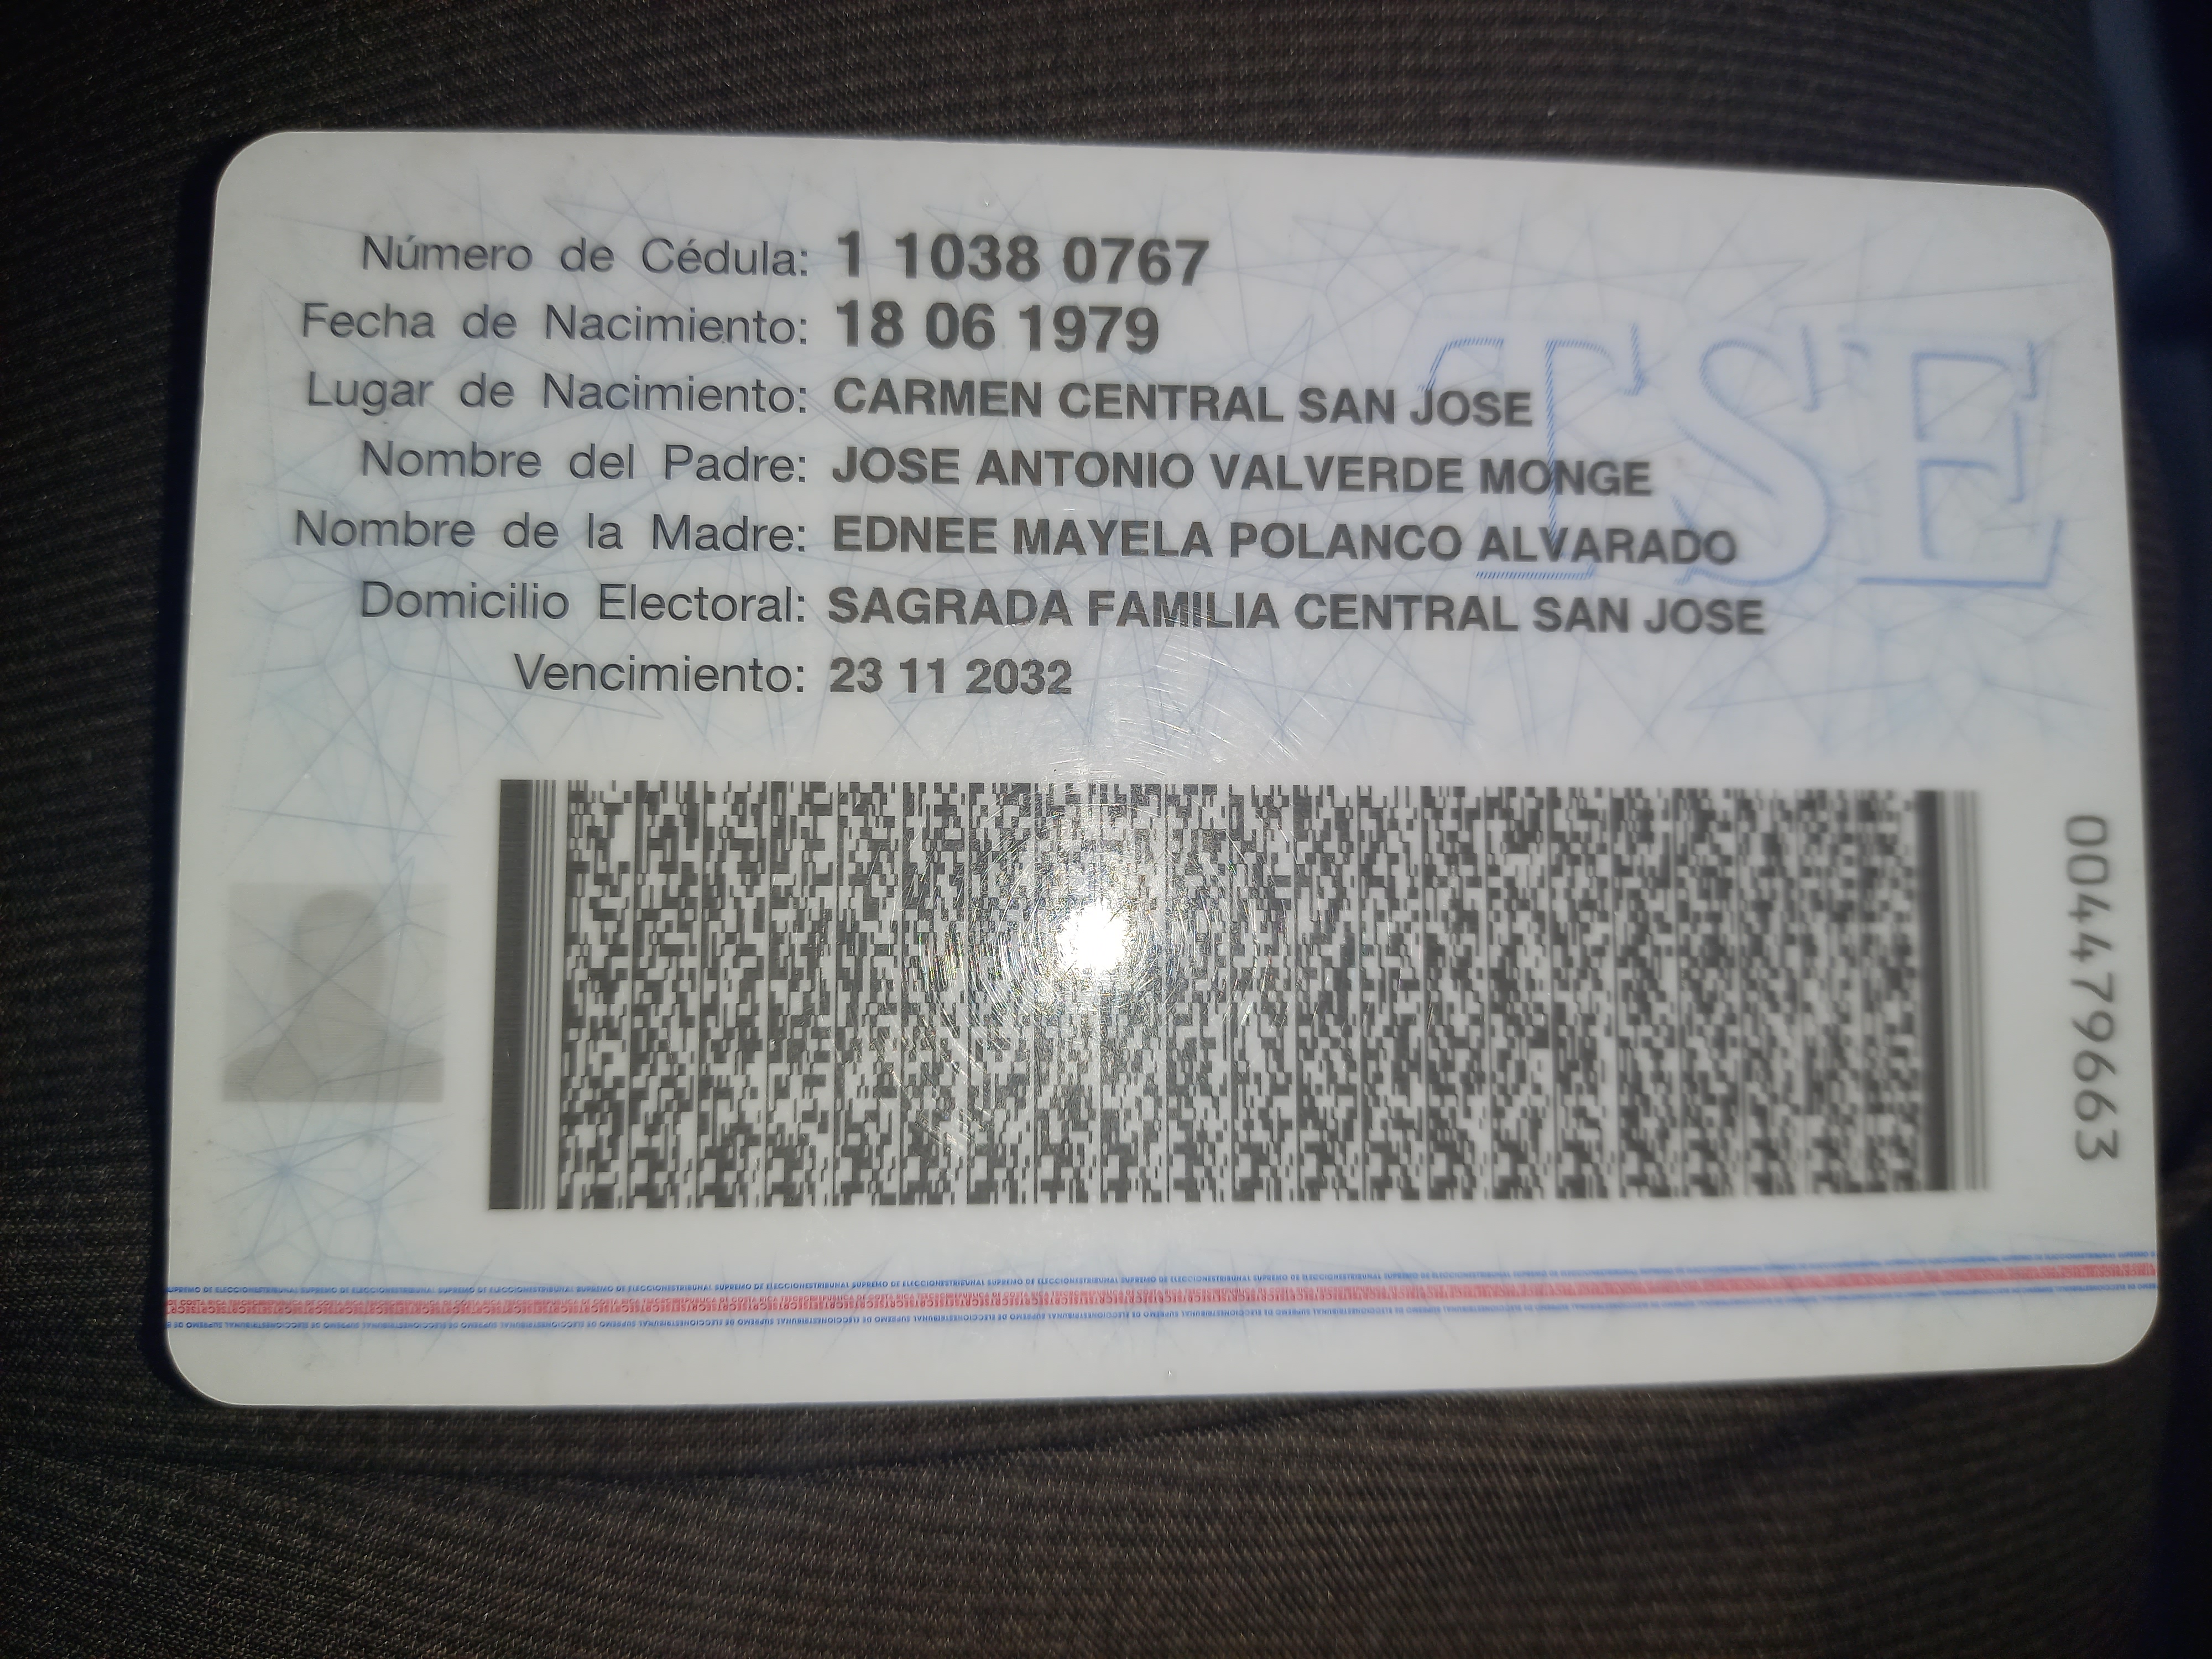 Número de Cédula: 1 1038 0767
Fecha de Nacimiento: 18 06 1979
Lugar de Nacimiento: CARMEN CENTRAL SAN JOSE
Nombre del Padre: JOSE ANTONIO VALVERDE MONGE
Nombre de la Madre: EDNEE MAYELA POLANCO ALVARADO
Domicilio Electoral: SAGRADA FAMILIA CENTRAL SAN JOSE
Vencimiento: 23 11 2032
TSE
004479663